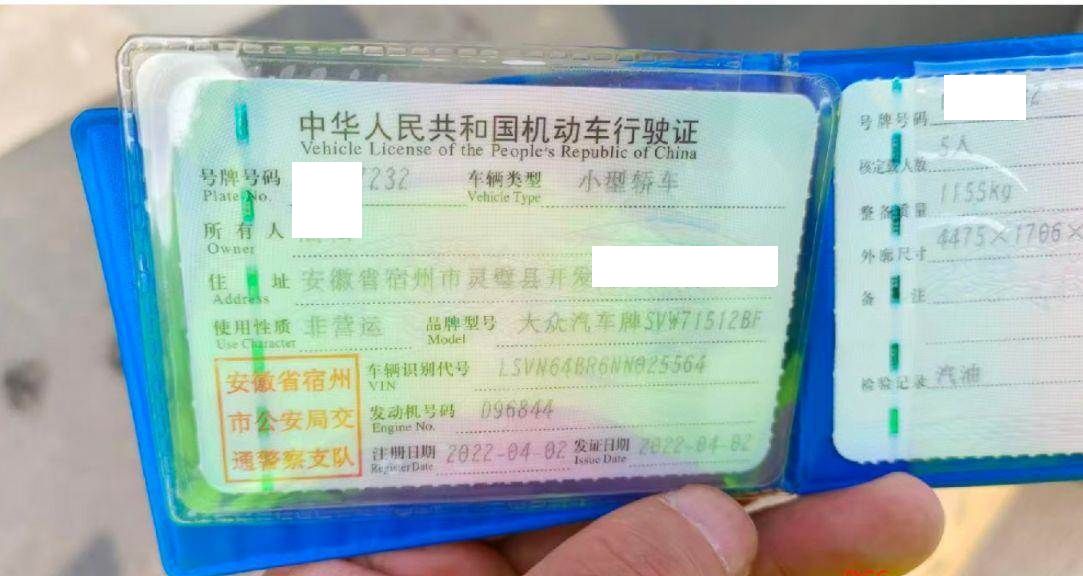 中华人民共和国机动车行驶证
Vehicle License of the People's Republic of China
号牌号码 7232 车辆类型 小型轿车
Plate No. Vehicle Type
所有人
Owner
住址 安徽省宿州市灵璧县开发
Address
使用性质 非营运 品牌型号 大众汽车牌SVW71512BF
Use Character Model
安徽省宿州
市公安局交
通警察支队
车辆识别代号 LSVN64BR6NN025564
VIN
发动机号码 D96844
Engine No.
注册日期 2022-04-02 发证日期 2022-04-02
Register Date Issue Date
号牌号码
核定载人数 5人
整备质量 1155kg
外廓尺寸 4475×1706×
备注
检验记录 汽油